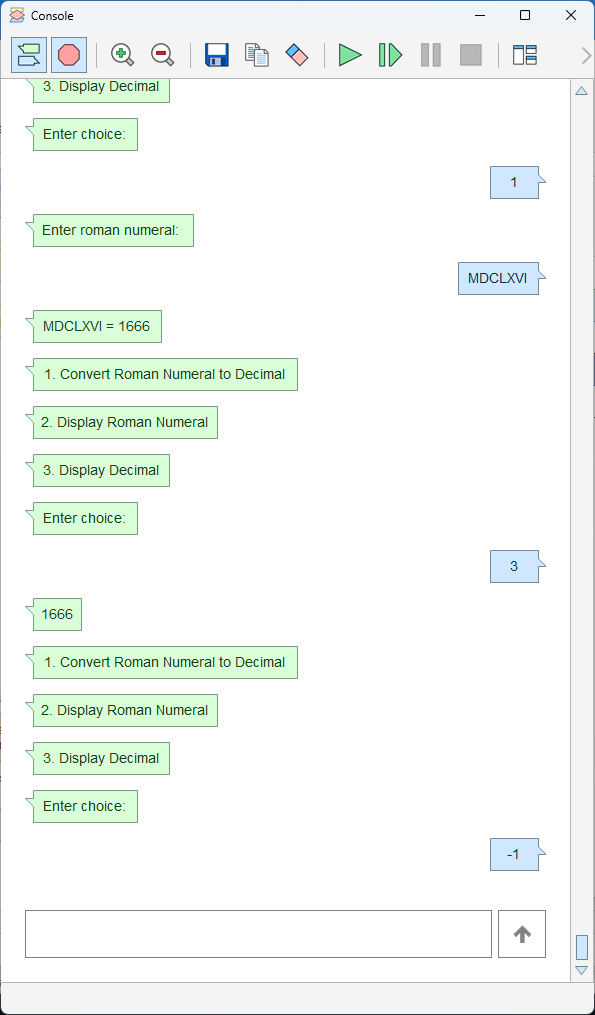 Console
3. Display Decimal
Enter choice:
1
Enter roman numeral:
MDCLXVI
MDCLXVI = 1666
1. Convert Roman Numeral to Decimal
2. Display Roman Numeral
3. Display Decimal
Enter choice:
3
1666
1. Convert Roman Numeral to Decimal
2. Display Roman Numeral
3. Display Decimal
Enter choice:
-1